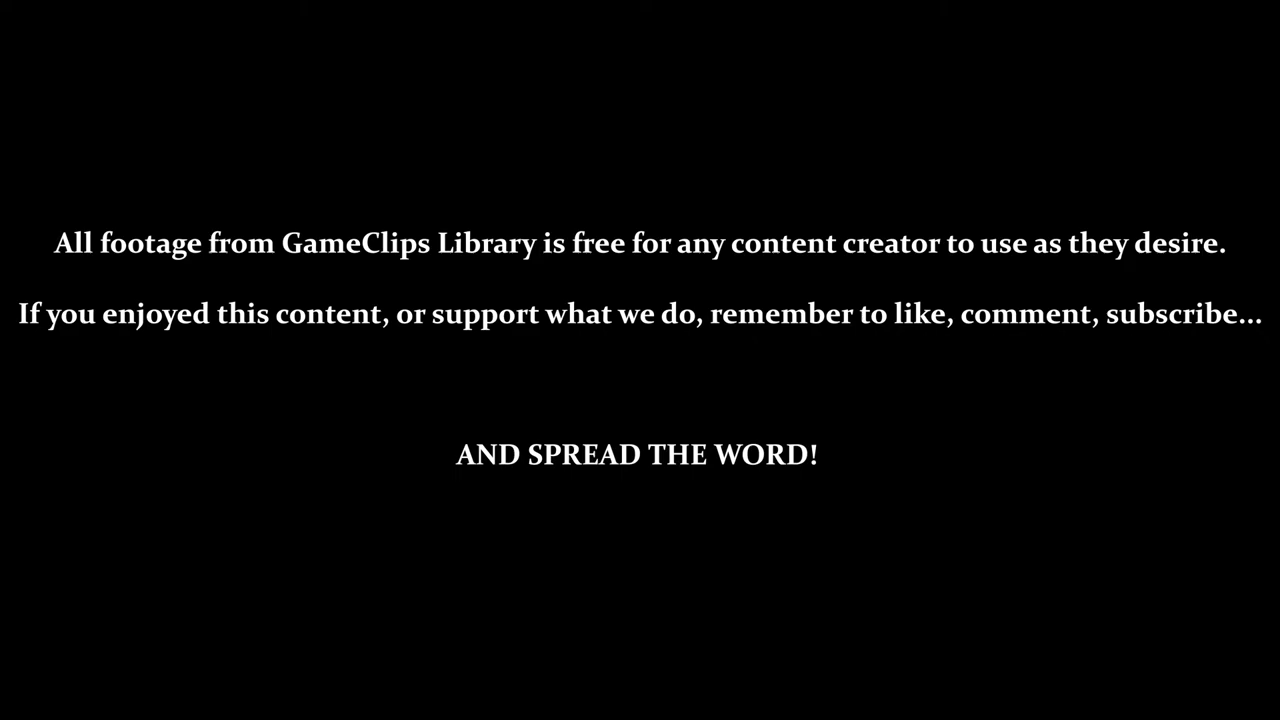 All footage from GameClips Library is free for any content creator to use as they desire.
If you enjoyed this content, or support what we do, remember to like, comment, subscribe...
AND SPREAD THE WORD!